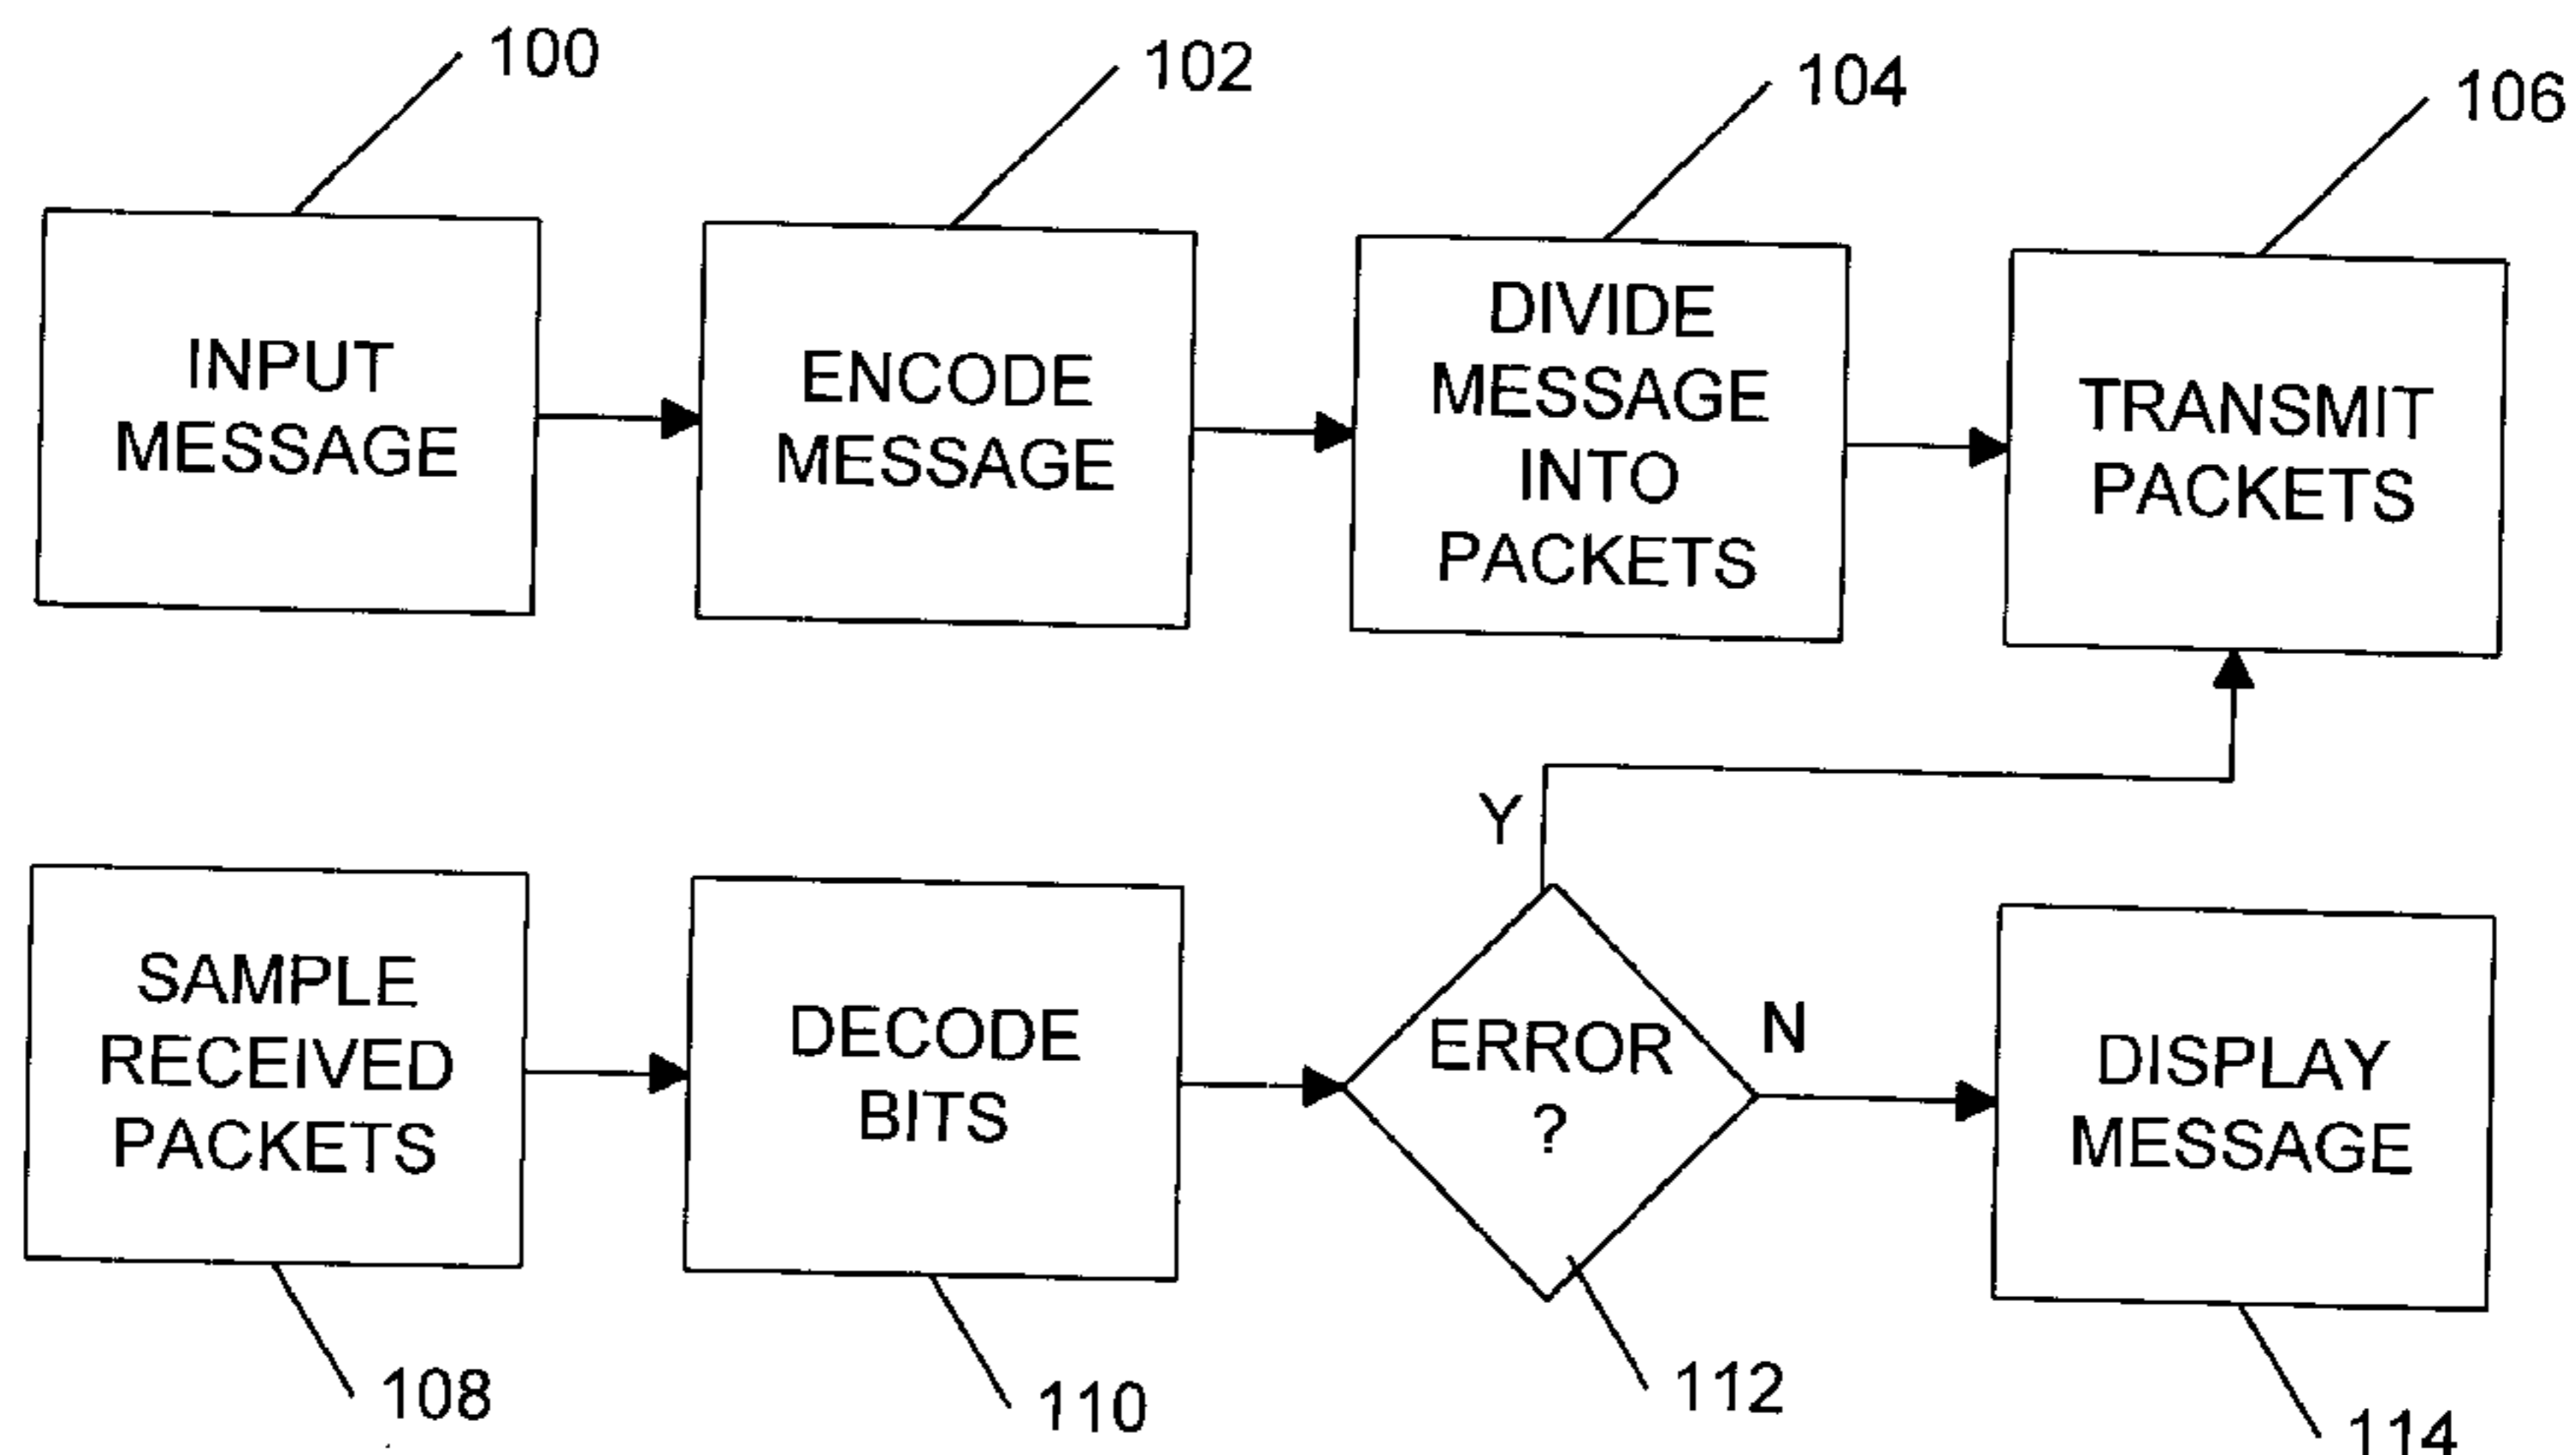 100
102
104
106
INPUT
MESSAGE
ENCODE
MESSAGE
DIVIDE
MESSAGE
INTO
PACKETS
TRANSMIT
PACKETS
Y
SAMPLE
RECEIVED
PACKETS
DECODE
BITS
ERROR
?
N
DISPLAY
MESSAGE
108
110
112
114